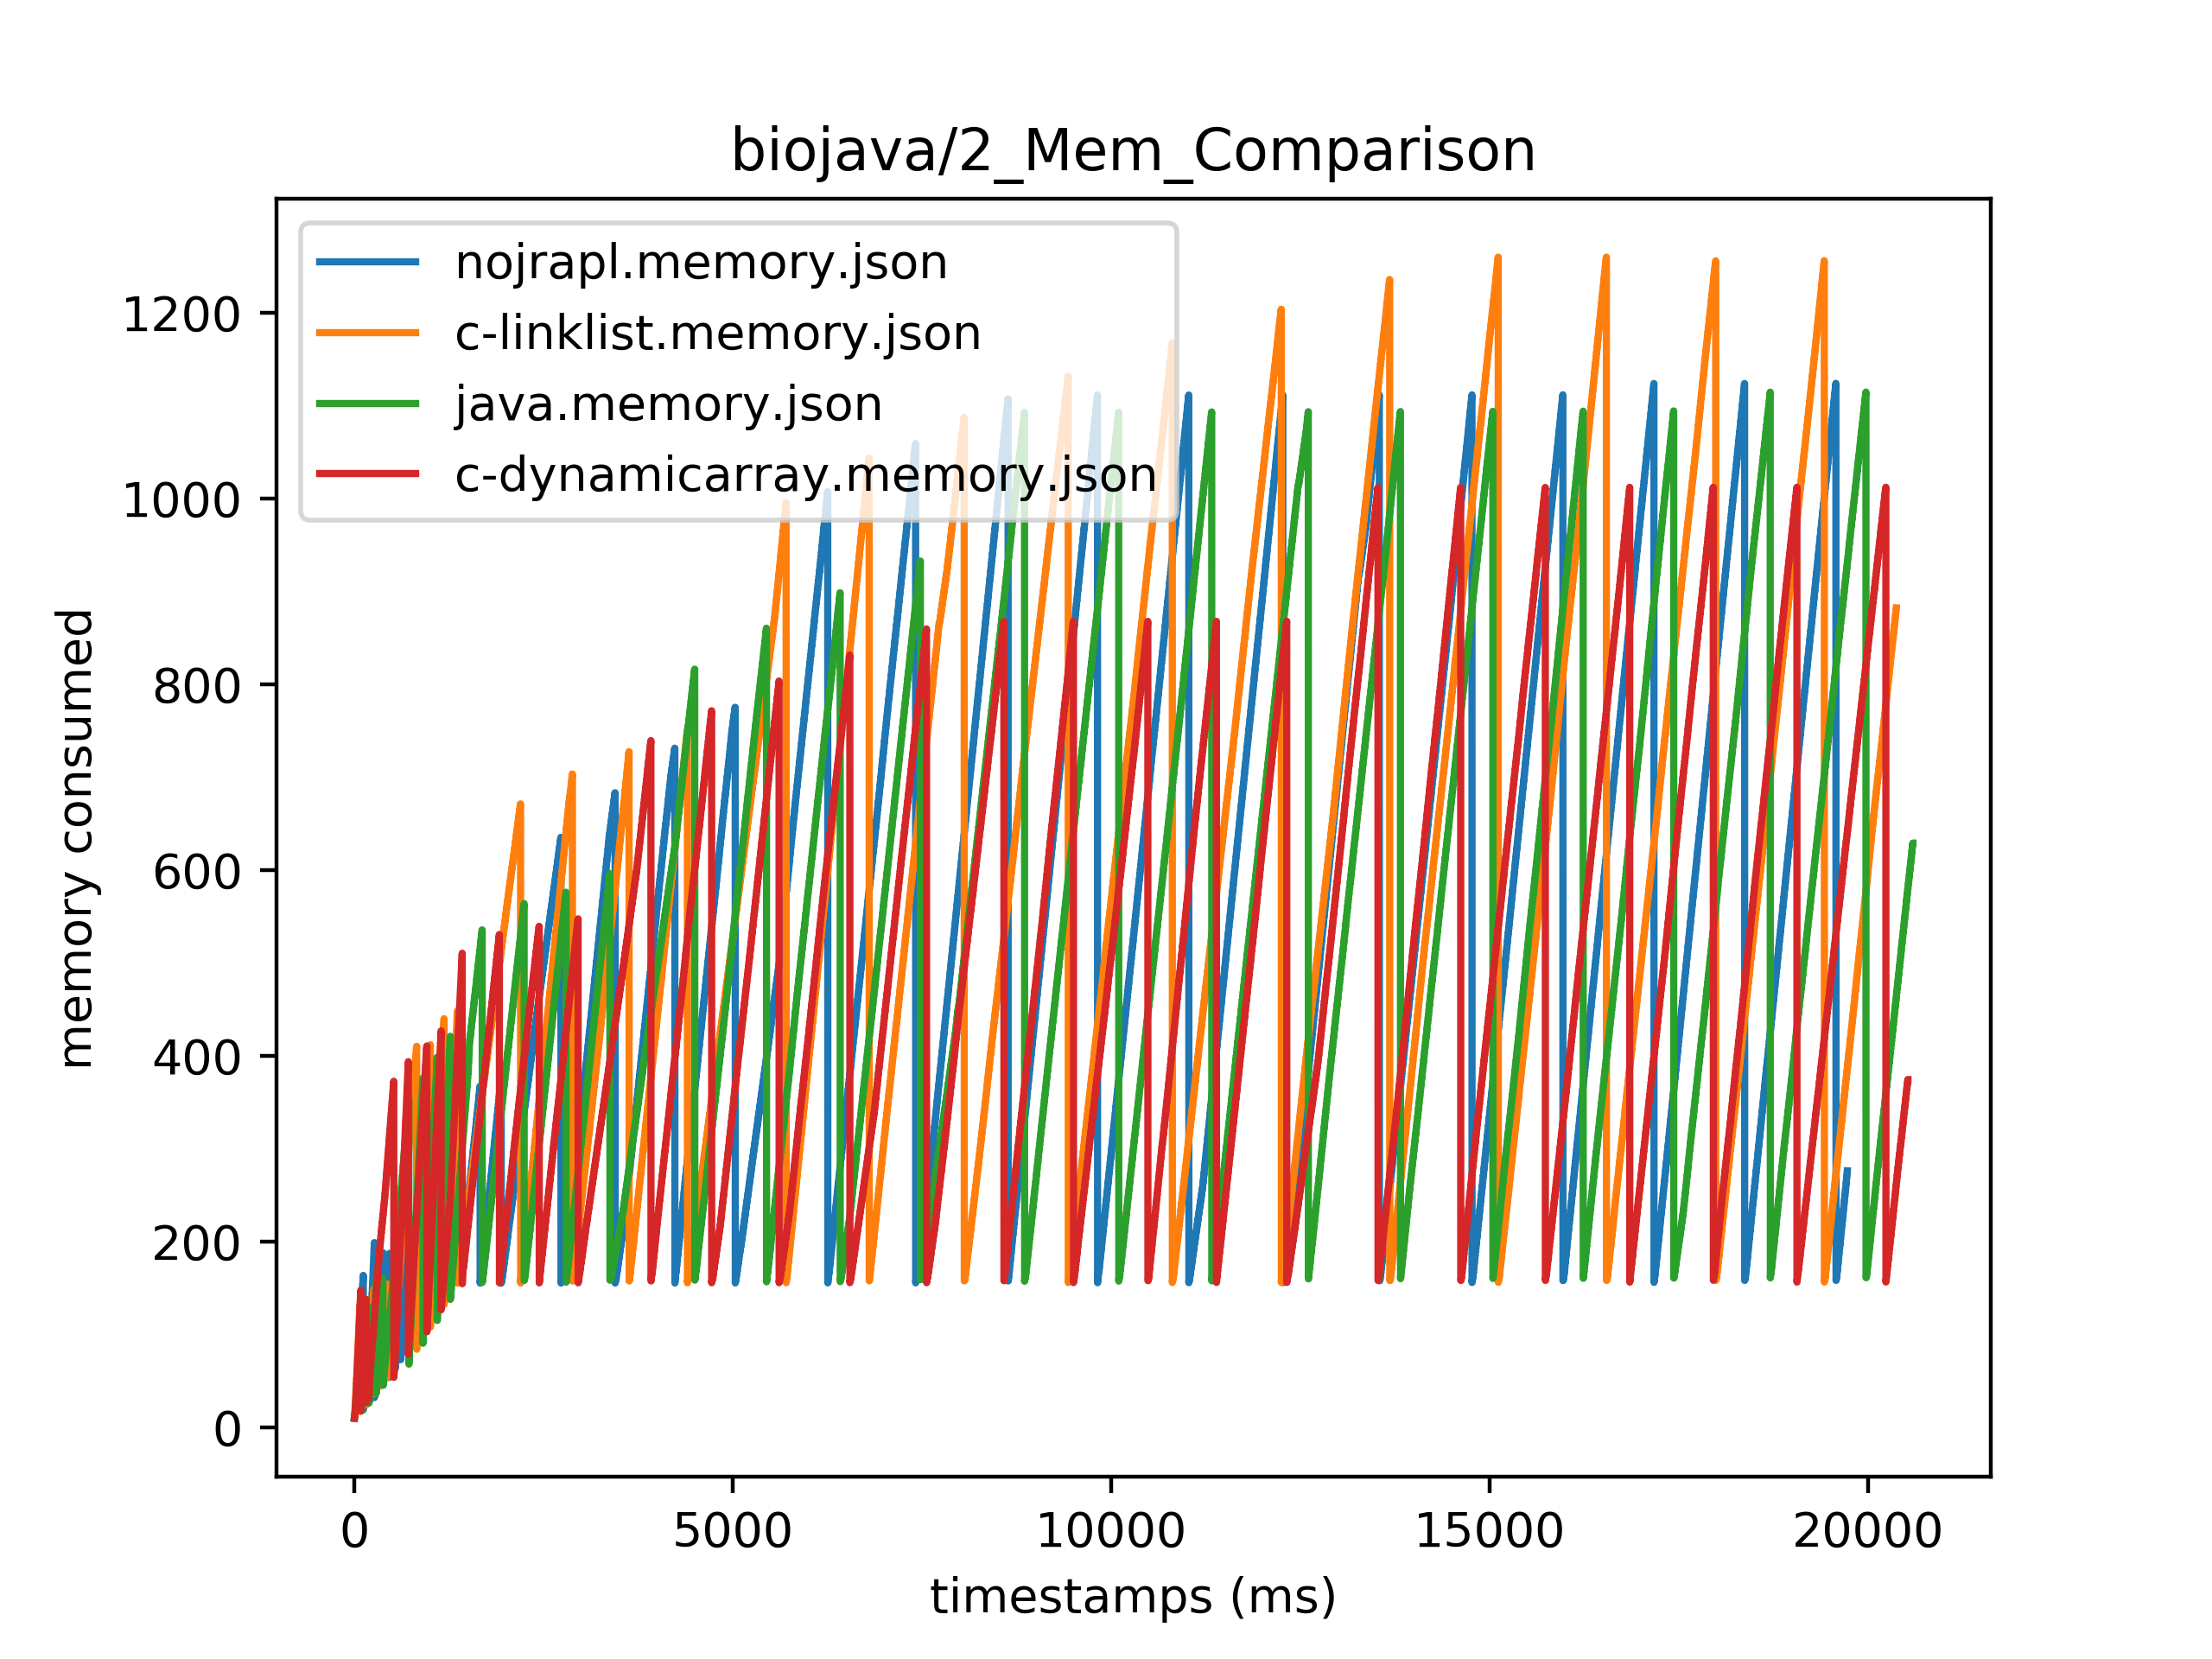 biojava/2_Mem_Comparison
nojrapl.memory.json
c-linklist.memory.json
java.memory.json
c-dynamicarray.memory.json
memory consumed
1200
1000
800
600
400
200
0
0 5000 10000 15000 20000
timestamps (ms)